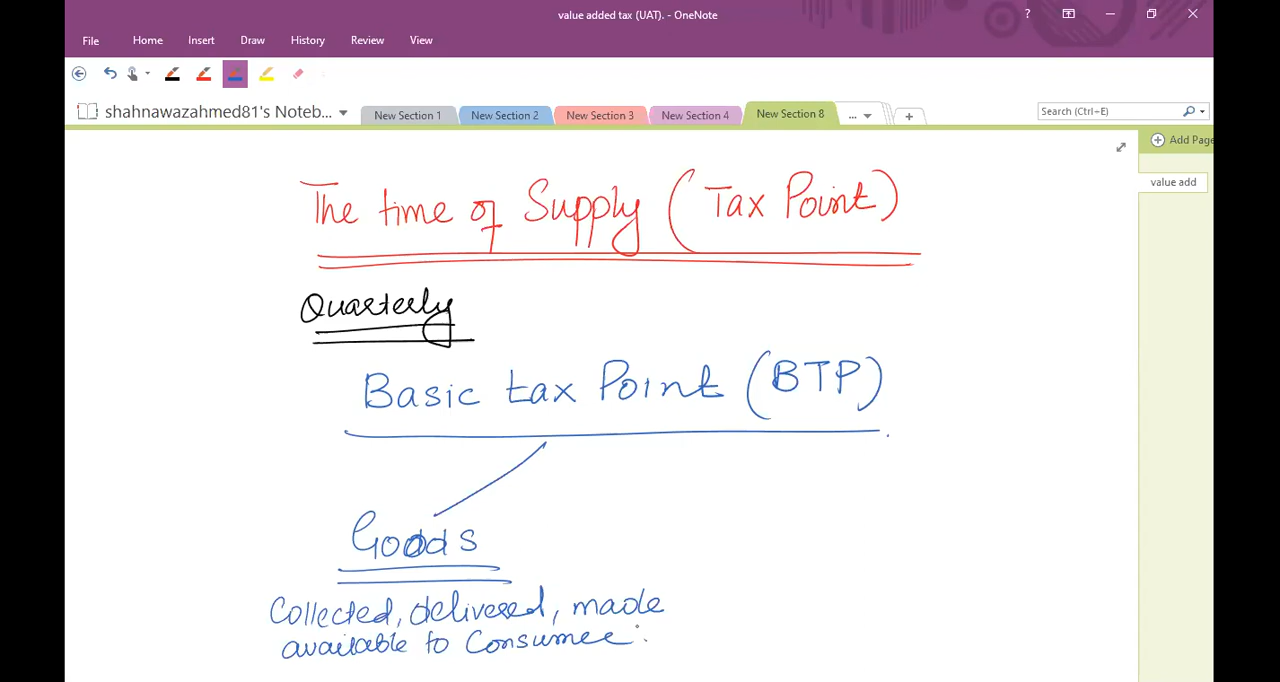 value added tax (UAT). - OneNote
?
File Home Insert Draw History Review View
shahnawazahmed81's Noteb...
New Section 1 New Section 2 New Section 3 New Section 4 New Section 8 ...
Search (Ctrl+E)
Add Page
value add
The time of Supply (Tax Point)
Quarterly
Basic tax Point (BTP)
Goods
Collected, delivered, made
available to Consumer.